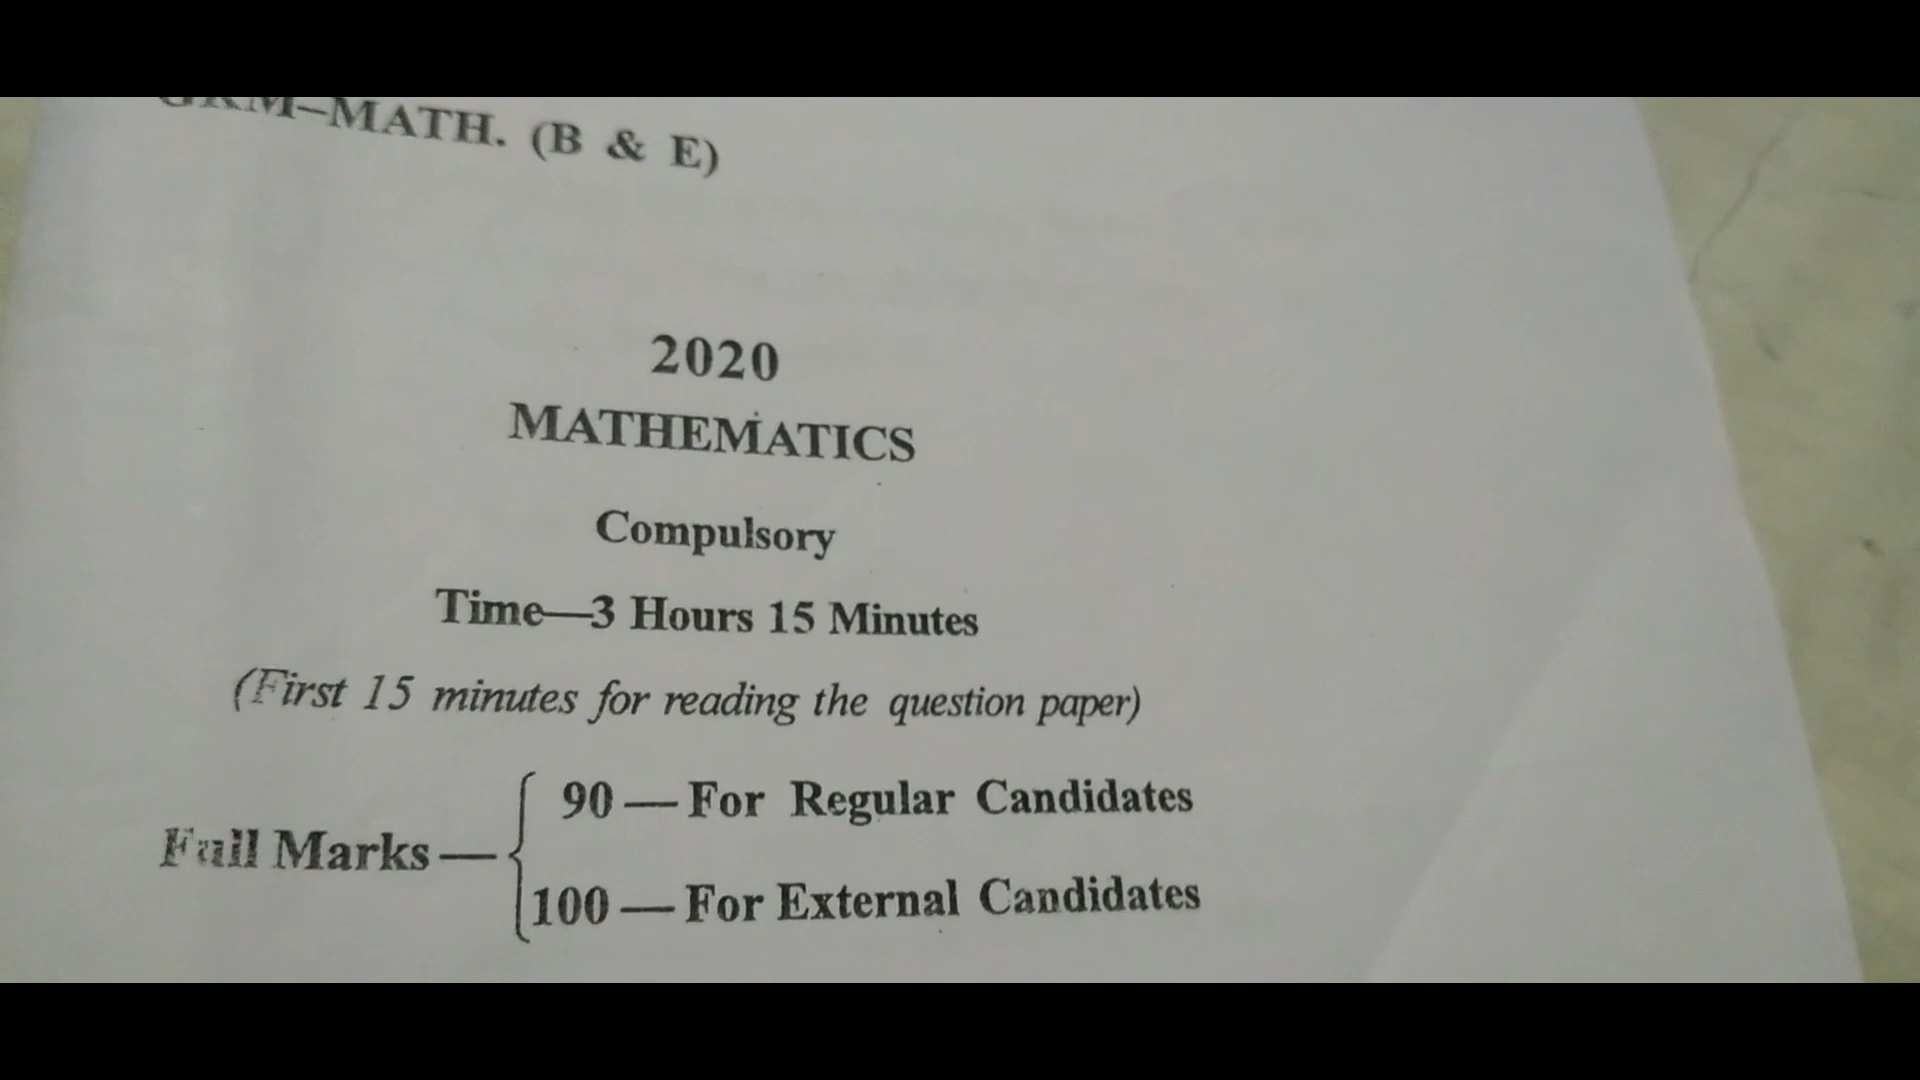 –MATH. (B & E)
2020
MATHEMATICS
Compulsory
Time—3 Hours 15 Minutes
(First 15 minutes for reading the question paper)
90 — For Regular Candidates
Full Marks —
100 — For External Candidates